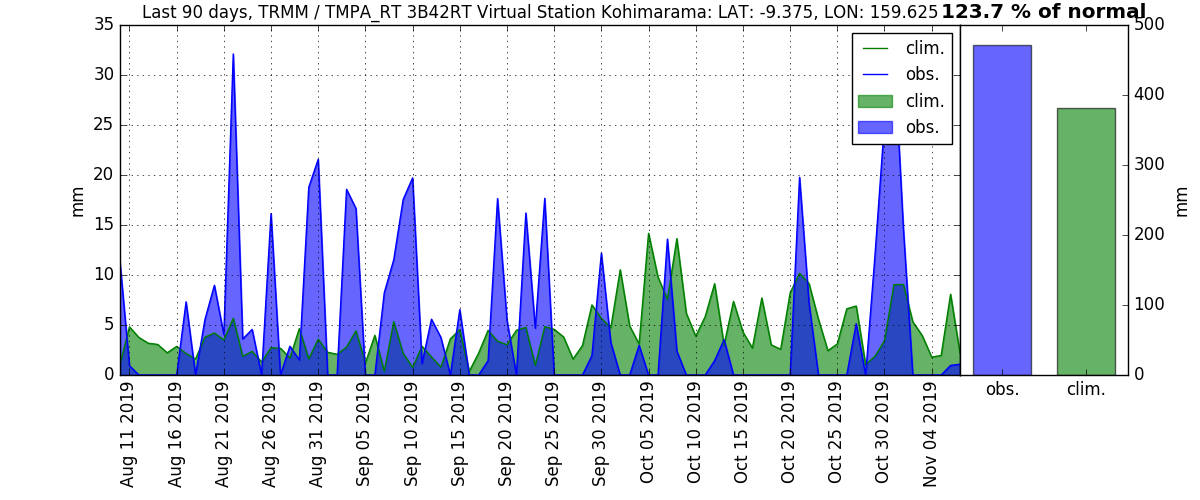 Last 90 days, TRMM / TMPA_RT 3B42RT Virtual Station Kohimarama: LAT: -9.375, LON: 159.625 123.7 % of normal
35
30
25
20
15
10
5
0
mm
clim.
obs.
clim.
obs.
500
400
300
200
100
0
mm
Aug 11 2019
Aug 16 2019
Aug 21 2019
Aug 26 2019
Aug 31 2019
Sep 05 2019
Sep 10 2019
Sep 15 2019
Sep 20 2019
Sep 25 2019
Sep 30 2019
Oct 05 2019
Oct 10 2019
Oct 15 2019
Oct 20 2019
Oct 25 2019
Oct 30 2019
Nov 04 2019
obs. clim.